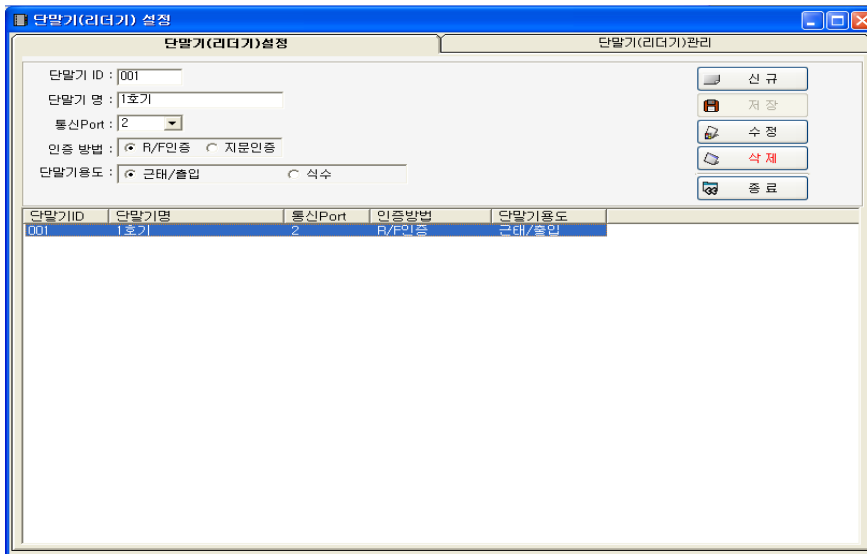 단말기(리더기) 설정
단말기(리더기)설정 단말기(리더기)관리
단말기 ID : 001
단말기 명 : 1호기
통신Port : 2
인증 방법 : R/F인증 지문인증
단말기용도 : 근태/출입 식수
신 규
저 장
수 정
삭 제
종 료
단말기ID 단말기명 통신Port 인증방법 단말기용도
001 1호기 2 R/F인증 근태/출입